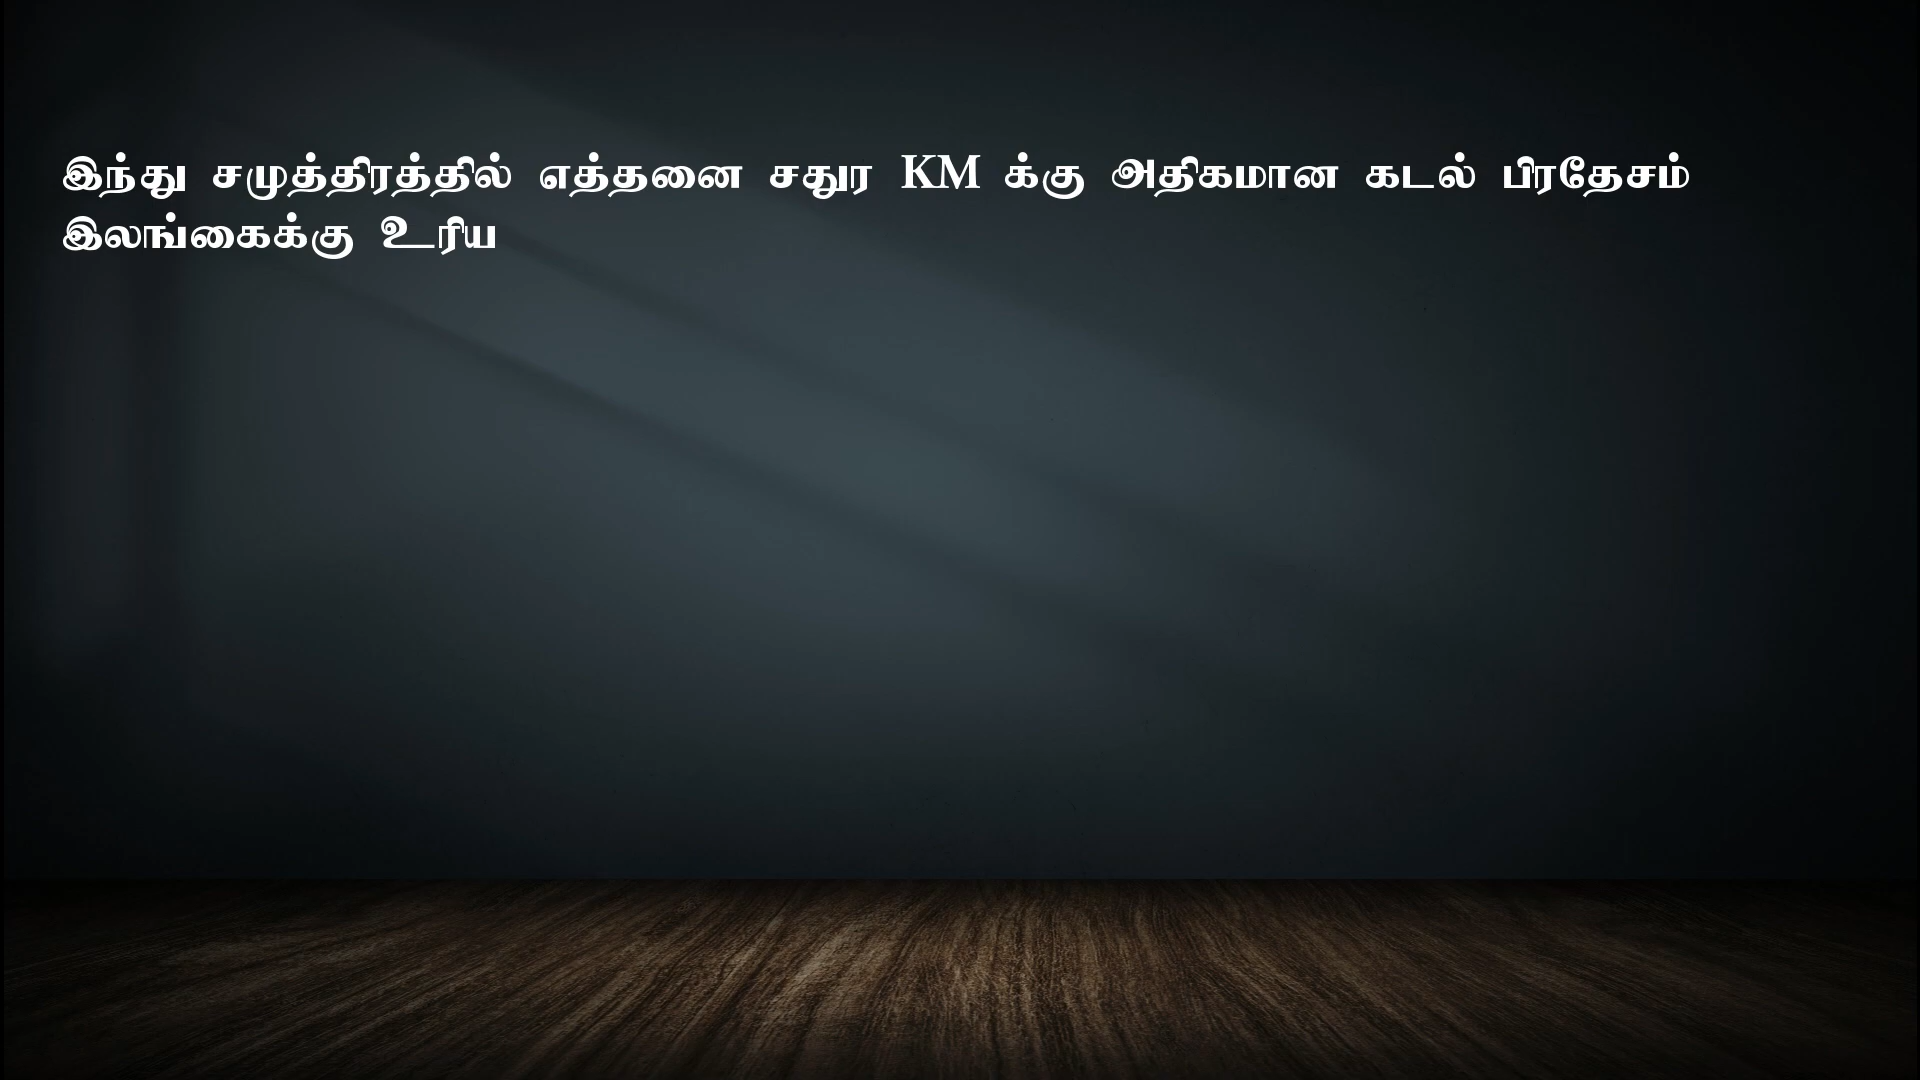 இந்து சமுத்திரத்தில் எத்தனை சதுர KM க்கு அதிகமான கடல் பிரதேசம்
இலங்கைக்கு உரிய